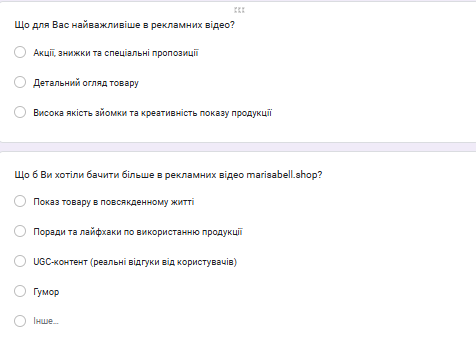 Що для Вас найважливіше в рекламних відео?
Акції, знижки та спеціальні пропозиції
Детальний огляд товару
Висока якість зйомки та креативність показу продукції
Що б Ви хотіли бачити більше в рекламних відео marisabell.shop?
Показ товару в повсякденному житті
Поради та лайфхаки по використанню продукції
UGC-контент (реальні відгуки від користувачів)
Гумор
Інше...